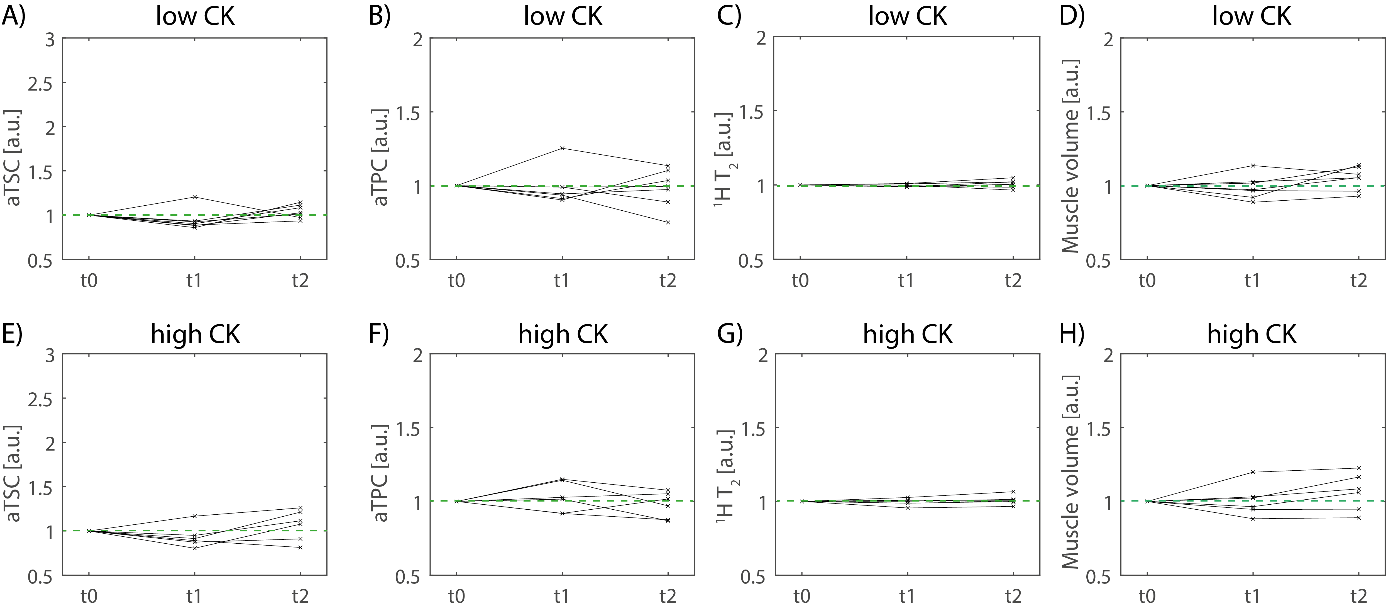 A) low CK
3
2.5
2
1.5
1
0.5
aTSC [a.u.]
t0 t1 t2
B) low CK
2
1.5
1
0.5
aTPC [a.u.]
t0 t1 t2
C) low CK
2
1.5
1
0.5
¹H T₂ [a.u.]
t0 t1 t2
D) low CK
2
1.5
1
0.5
Muscle volume [a.u.]
t0 t1 t2
E) high CK
3
2.5
2
1.5
1
0.5
aTSC [a.u.]
t0 t1 t2
F) high CK
2
1.5
1
0.5
aTPC [a.u.]
t0 t1 t2
G) high CK
2
1.5
1
0.5
¹H T₂ [a.u.]
t0 t1 t2
H) high CK
2
1.5
1
0.5
Muscle volume [a.u.]
t0 t1 t2